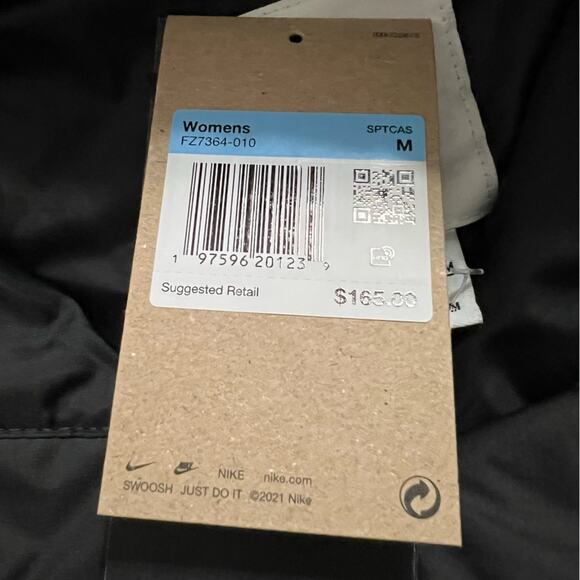 Womens
SPTCAS
FZ7364-010
M
1 97596 20123 9
Suggested Retail
$165.00
NIKE nike.com
SWOOSH JUST DO IT ©2021 Nike